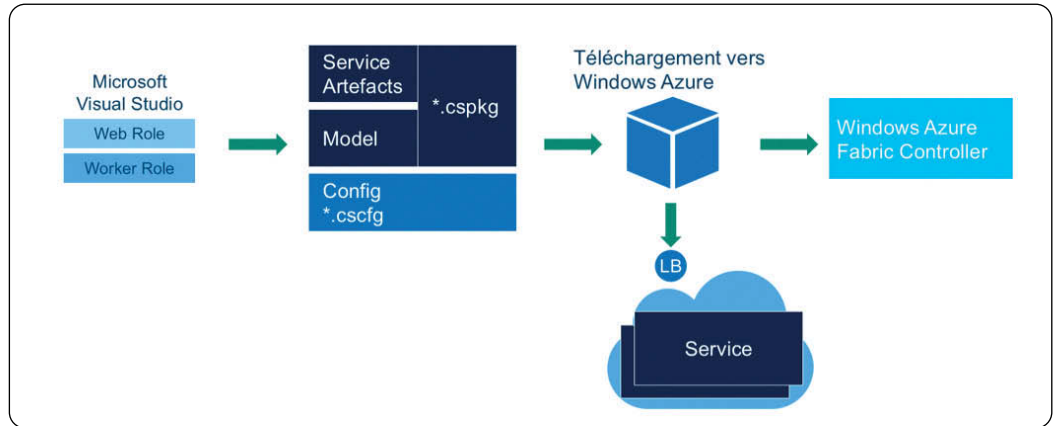 Microsoft
Visual Studio
Web Role
Worker Role
Service
Artefacts
Model
*.cspkg
Config
*.cscfg
Téléchargement vers
Windows Azure
Windows Azure
Fabric Controller
LB
Service